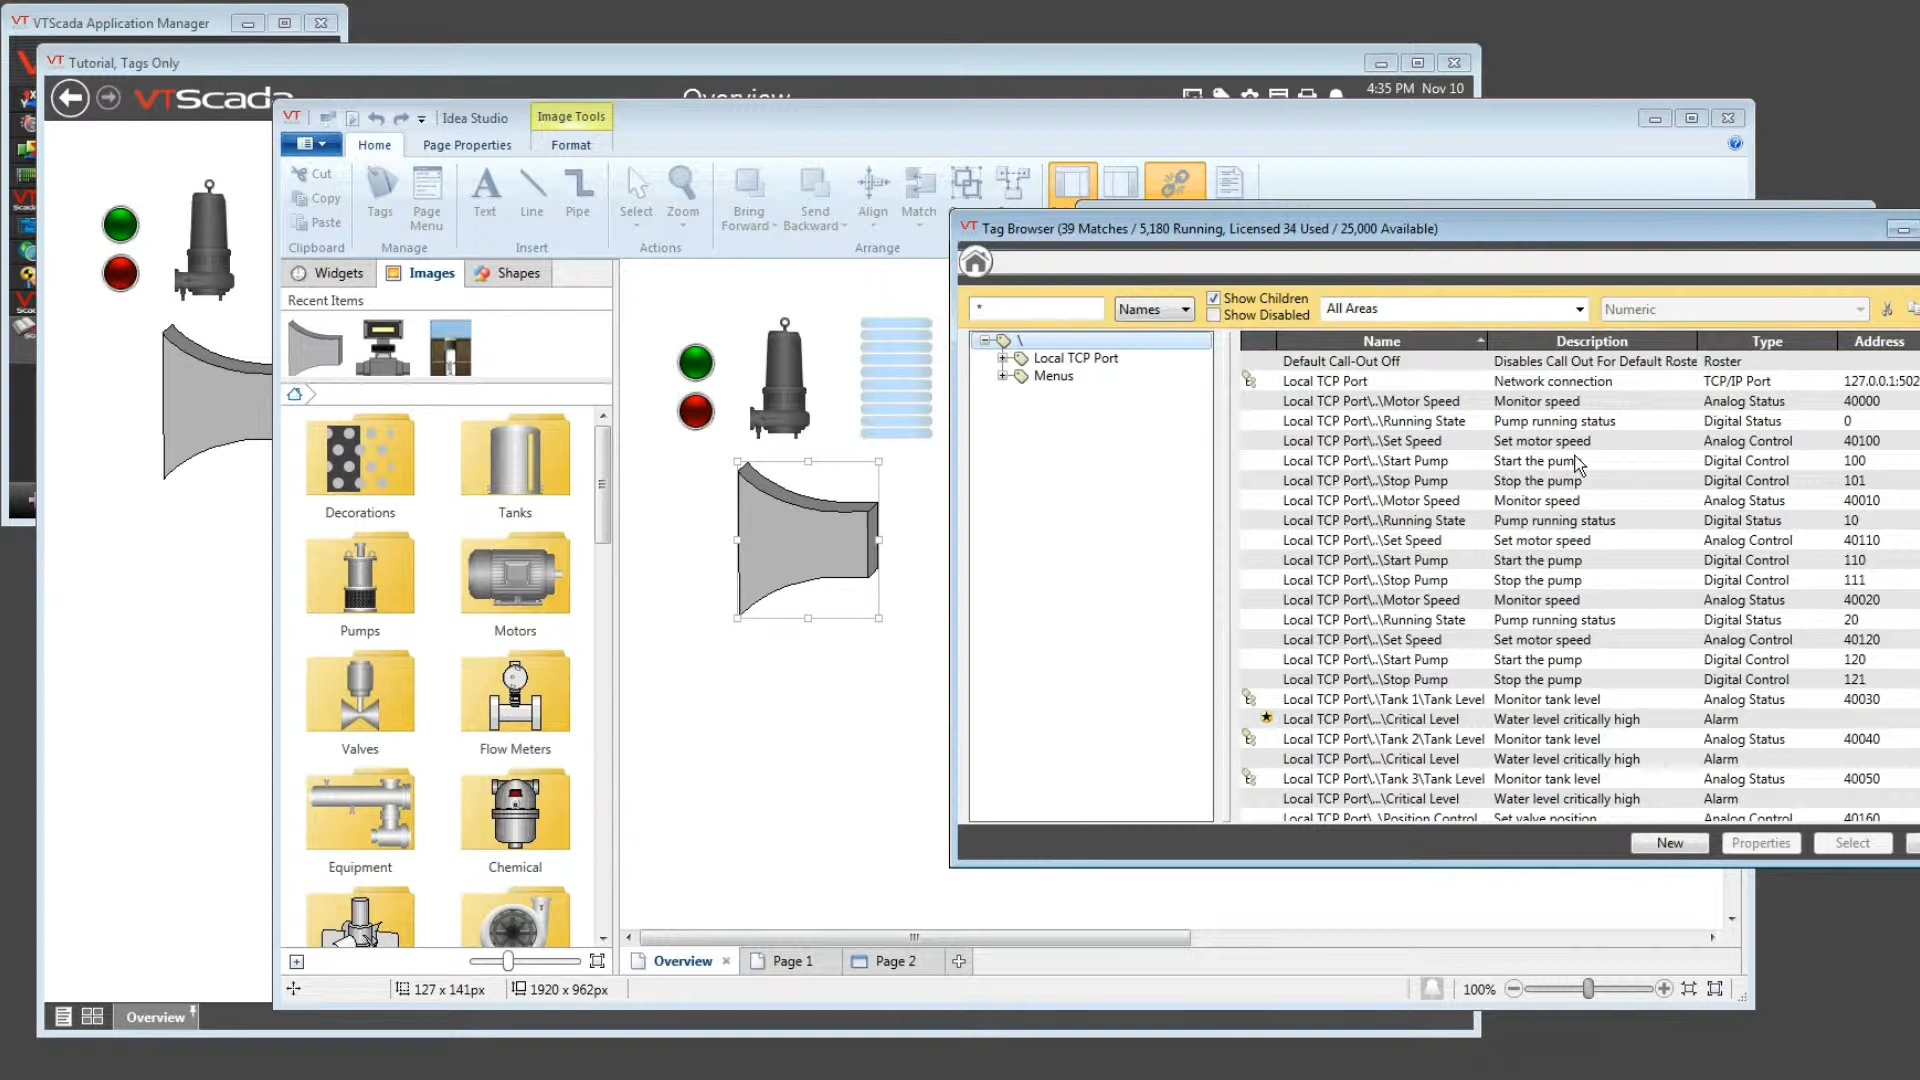 VT VTScada Application Manager
VT Tutorial, Tags Only
VTScada
Overview
4:35 PM Nov 10
VT
Idea Studio
Image Tools
Home
Page Properties
Format
Cut
Copy
Paste
Clipboard
Tags
Page
Menu
Manage
Text
Line
Pipe
Insert
Select
Zoom
Actions
Bring
Forward
Send
Backward
Align
Match
Arrange
Widgets
Images
Shapes
Recent Items
Decorations
Tanks
Pumps
Motors
Valves
Flow Meters
Equipment
Chemical
VT Tag Browser (39 Matches / 5,180 Running, Licensed 34 Used / 25,000 Available)
*
Names
Show Children
Show Disabled
All Areas
Numeric
\
Local TCP Port
Menus
Name Description Type Address
Default Call-Out Off Disables Call Out For Default Roste Roster
Local TCP Port Network connection TCP/IP Port 127.0.0.1:502
Local TCP Port\..\Motor Speed Monitor speed Analog Status 40000
Local TCP Port\..\Running State Pump running status Digital Status 0
Local TCP Port\..\Set Speed Set motor speed Analog Control 40100
Local TCP Port\..\Start Pump Start the pump Digital Control 100
Local TCP Port\..\Stop Pump Stop the pump Digital Control 101
Local TCP Port\..\Motor Speed Monitor speed Analog Status 40010
Local TCP Port\..\Running State Pump running status Digital Status 10
Local TCP Port\..\Set Speed Set motor speed Analog Control 40110
Local TCP Port\..\Start Pump Start the pump Digital Control 110
Local TCP Port\..\Stop Pump Stop the pump Digital Control 111
Local TCP Port\..\Motor Speed Monitor speed Analog Status 40020
Local TCP Port\..\Running State Pump running status Digital Status 20
Local TCP Port\..\Set Speed Set motor speed Analog Control 40120
Local TCP Port\..\Start Pump Start the pump Digital Control 120
Local TCP Port\..\Stop Pump Stop the pump Digital Control 121
Local TCP Port\.\Tank 1\Tank Level Monitor tank level Analog Status 40030
Local TCP Port\...\Critical Level Water level critically high Alarm
Local TCP Port\.\Tank 2\Tank Level Monitor tank level Analog Status 40040
Local TCP Port\...\Critical Level Water level critically high Alarm
Local TCP Port\.\Tank 3\Tank Level Monitor tank level Analog Status 40050
Local TCP Port\...\Critical Level Water level critically high Alarm
Local TCP Port\..\Position Control Set valve position Analog Control 40160
New
Properties
Select
Overview
Page 1
Page 2
127 x 141px
1920 x 962px
100%
Overview